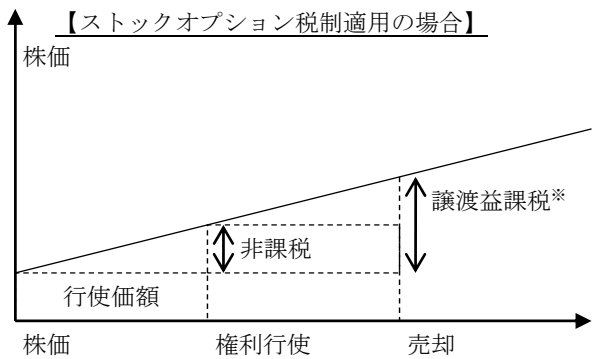 【ストックオプション税制適用の場合】
株価
譲渡益課税※
非課税
行使価額
株価
権利行使
売却